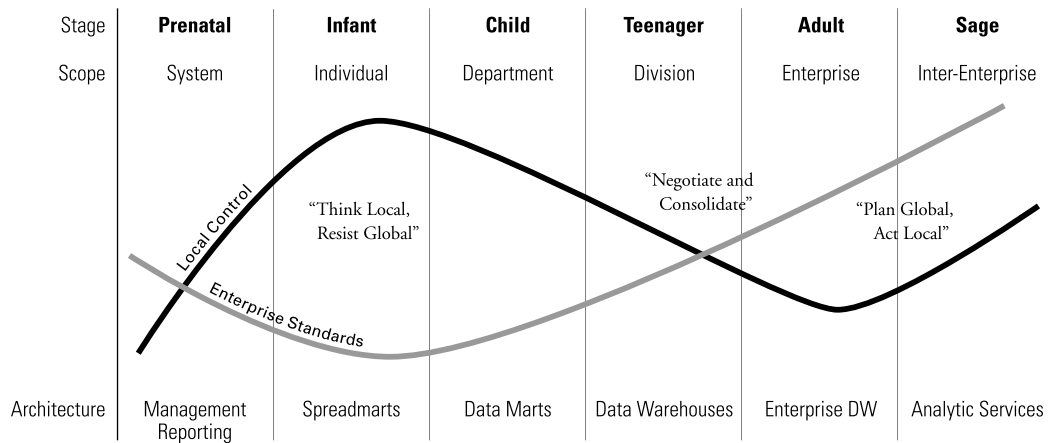 Stage Prenatal Infant Child Teenager Adult Sage
Scope System Individual Department Division Enterprise Inter-Enterprise
Local Control
“Think Local,
Resist Global”
“Negotiate and
Consolidate”
“Plan Global,
Act Local”
Enterprise Standards
Architecture Management Spreadmarts Data Marts Data Warehouses Enterprise DW Analytic Services
Reporting